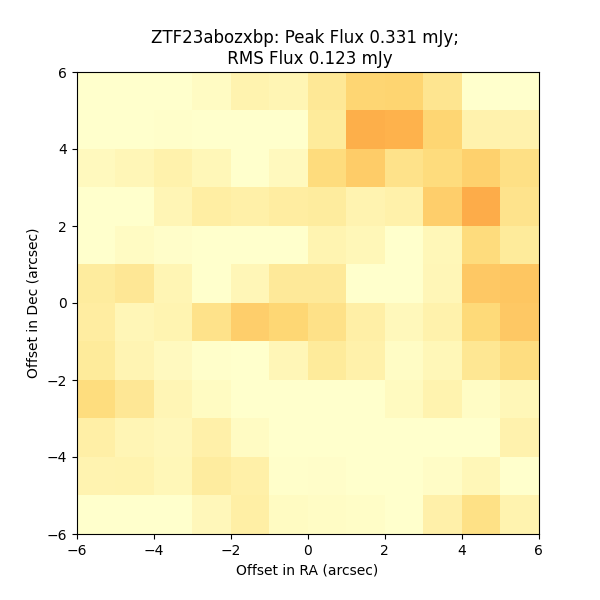 ZTF23abozxbp: Peak Flux 0.331 mJy;
RMS Flux 0.123 mJy
6
4
2
0
−2
−4
−6
Offset in Dec (arcsec)
−6 −4 −2 0 2 4 6
Offset in RA (arcsec)